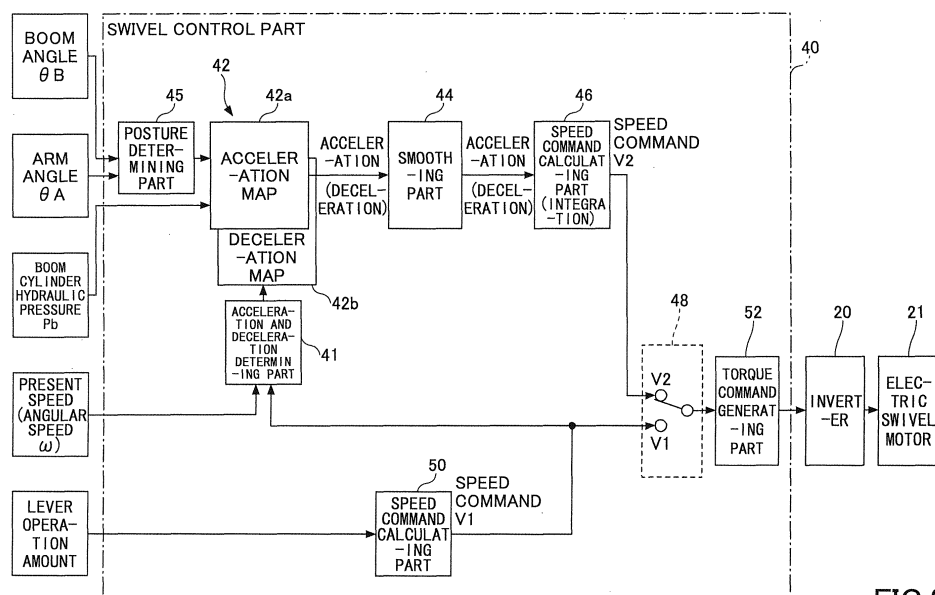 SWIVEL CONTROL PART
BOOM
ANGLE
θB
ARM
ANGLE
θA
BOOM
CYLINDER
HYDRAULIC
PRESSURE
Pb
PRESENT
SPEED
(ANGULAR
SPEED
ω)
LEVER
OPERA-
TION
AMOUNT
45
POSTURE
DETER-
MINING
PART
42
42a
ACCELER
-ATION
MAP
DECELER
-ATION
MAP
42b
ACCELERA-
TION AND
DECELERA-
TION
DETERMIN
-ING PART
41
ACCELER
-ATION
(DECEL-
ERATION)
44
SMOOTH
-ING
PART
ACCELER
-ATION
(DECEL-
ERATION)
46
SPEED
COMMAND
CALCULAT
-ING
PART
(INTEGRA
-TION)
SPEED
COMMAND
V2
50
SPEED
COMMAND
CALCULAT
-ING
PART
SPEED
COMMAND
V1
48
V2
V1
52
TORQUE
COMMAND
GENERAT
-ING
PART
40
20
INVERT
-ER
21
ELEC-
TRIC
SWIVEL
MOTOR